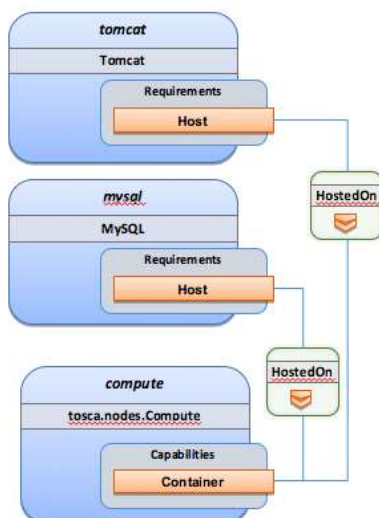 tomcat
Tomcat
Requirements
Host
HostedOn
mysql
MySQL
Requirements
Host
HostedOn
compute
tosca.nodes.Compute
Capabilities
Container